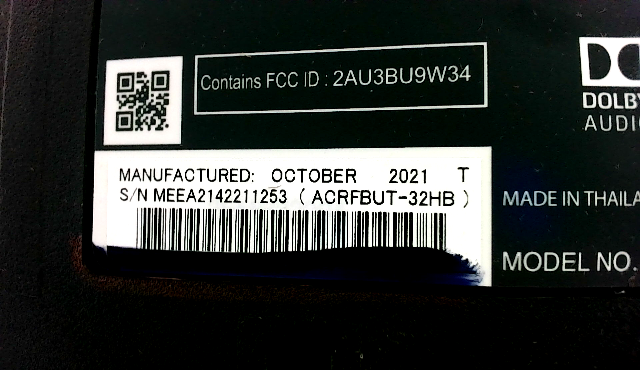 Contains FCC ID : 2AU3BU9W34
DOLBY
AUDIO
MANUFACTURED: OCTOBER 2021 T
S/N MEEA2142211253 ( ACRFBUT-32HB )
MADE IN THAILA
MODEL NO.